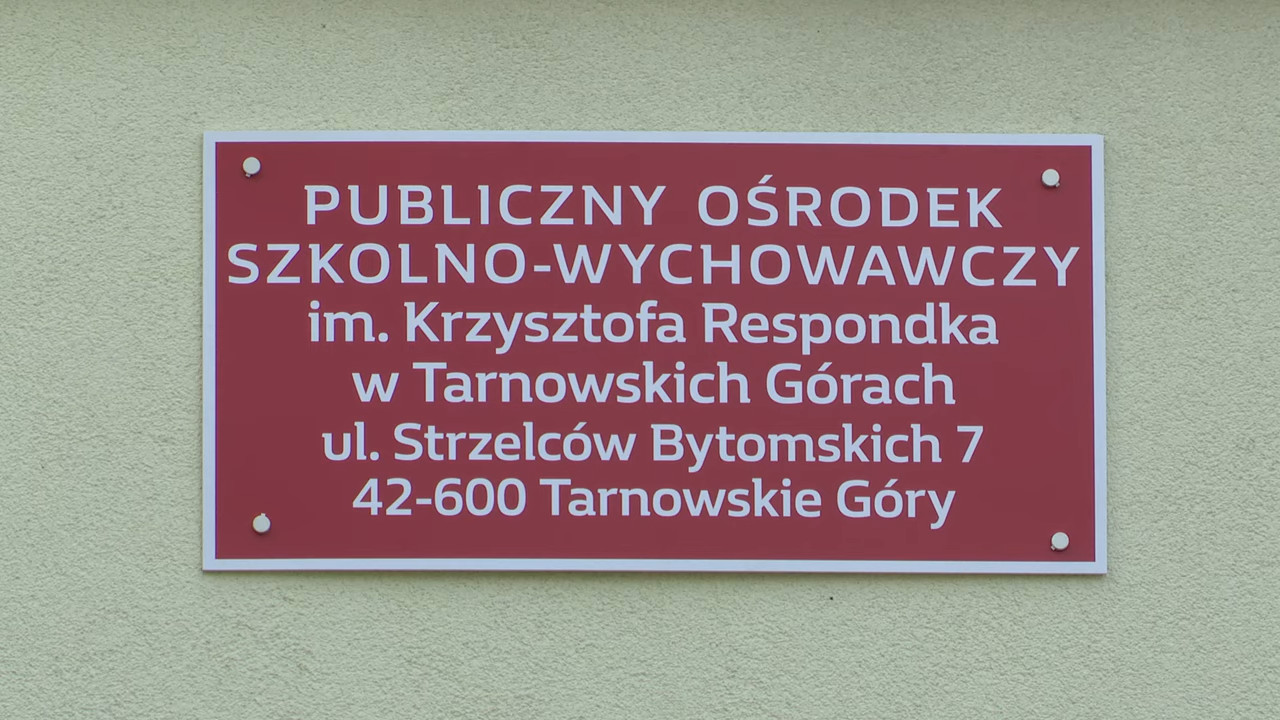 PUBLICZNY OŚRODEK
SZKOLNO-WYCHOWAWCZY
im. Krzysztofa Respondka
w Tarnowskich Górach
ul. Strzelców Bytomskich 7
42-600 Tarnowskie Góry